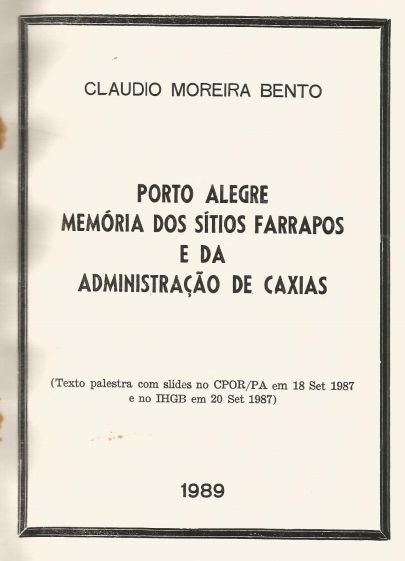 CLAUDIO MOREIRA BENTO
PORTO ALEGRE
MEMÓRIA DOS SÍTIOS FARRAPOS
E DA
ADMINISTRAÇÃO DE CAXIAS
(Texto palestra com slides no CPOR/PA em 18 Set 1987
e no IHGB em 20 Set 1987)
1989